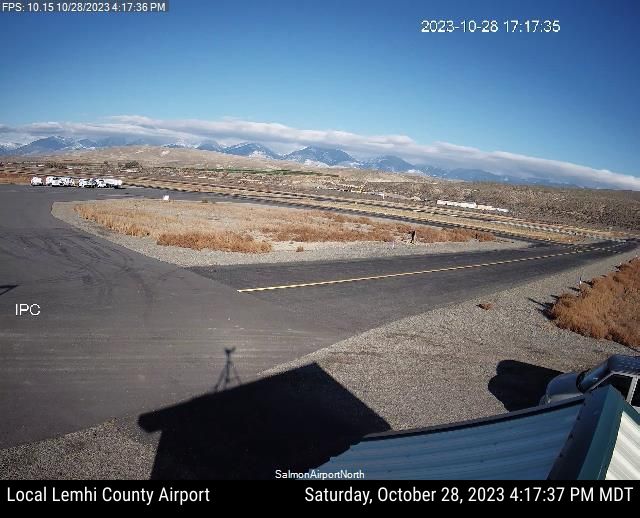 FPS: 10.15 10/28/2023 4:17:36 PM
2023-10-28 17:17:35
IPC
SalmonAirportNorth
Local Lemhi County Airport
Saturday, October 28, 2023 4:17:37 PM MDT